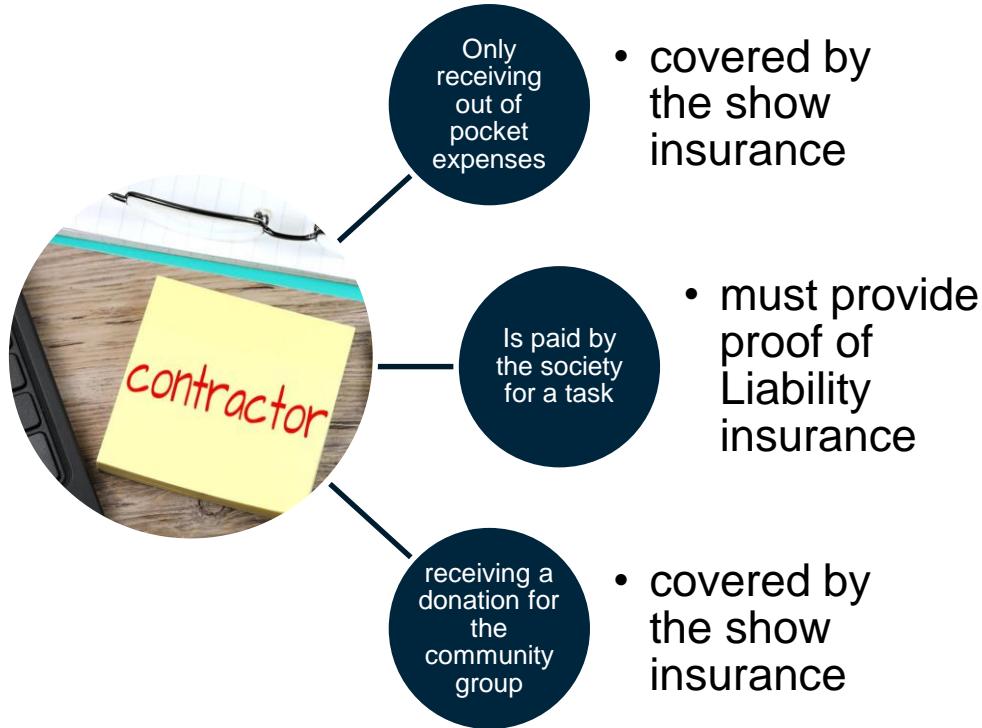 Only
receiving
out of
pocket
expenses
• covered by
the show
insurance
contractor
Is paid by
the society
for a task
• must provide
proof of
Liability
insurance
receiving a
donation for
the
community
group
• covered by
the show
insurance